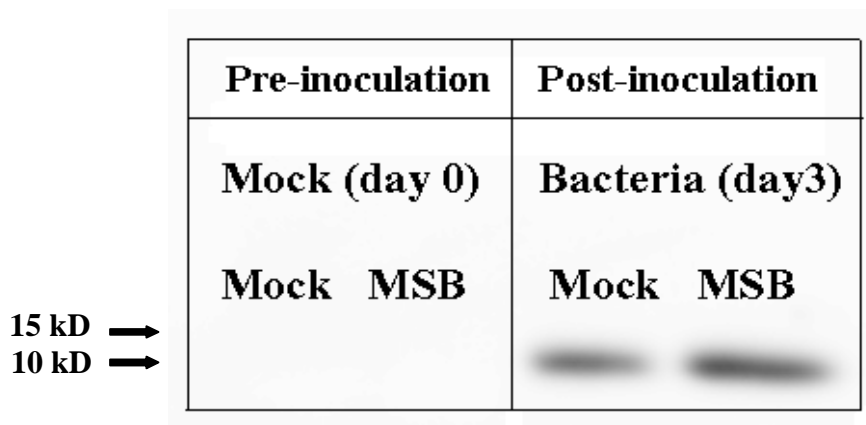 Pre-inoculation Post-inoculation
Mock (day 0) Bacteria (day3)
Mock MSB Mock MSB
15 kD
10 kD